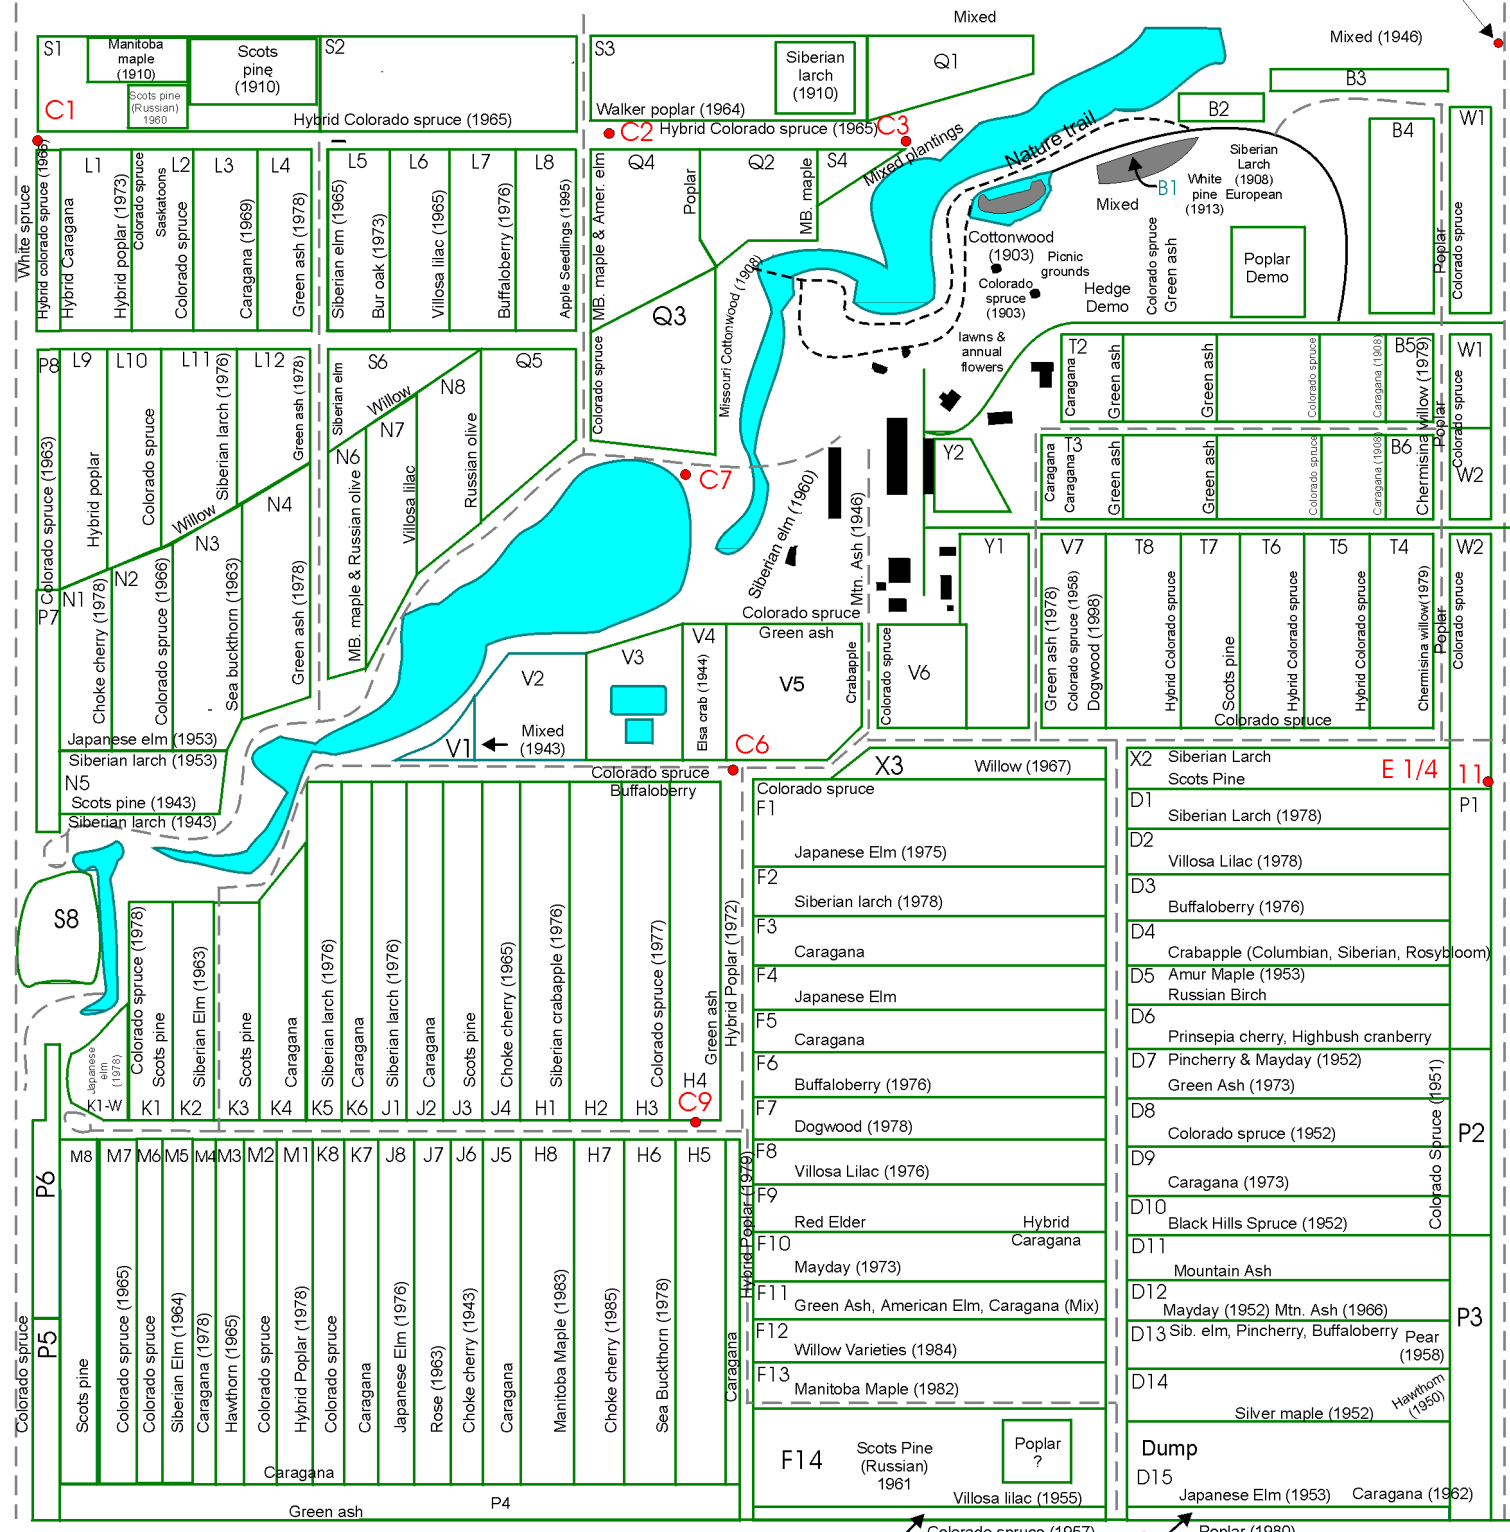 Mixed
Mixed (1946)
S1
Manitoba
maple
(1910)
Scots
pine
(1910)
Scots pine
(Russian)
1960
C1
S2
Hybrid Colorado spruce (1965)
S3
Siberian
larch
(1910)
Walker poplar (1964)
Q1
C2
Hybrid Colorado spruce (1965)
C3
Mixed plantings
Nature trail
B3
B2
B4
W1
White spruce
Hybrid colorado spruce (1965)
L1
Hybrid Caragana
Hybrid poplar (1973)
Colorado spruce
L2
Saskatoons
Colorado spruce
L3
Caragana (1969)
L4
Green ash (1978)
L5
Siberian elm (1965)
L6
Bur oak (1973)
L7
Villosa lilac (1965)
L8
Buffaloberry (1976)
Apple Seedlings (1995)
MB. maple & Amer. elm
Q4
Poplar
Q2
MB. maple
S4
B1
Mixed
White
pine
(1913)
Siberian
Larch
(1908)
European
Colorado spruce
Green ash
Poplar
Demo
Poplar
Colorado spruce
Cottonwood
(1903)
Picnic
grounds
Colorado
spruce
(1903)
Hedge
Demo
lawns &
annual
flowers
Q3
Colorado spruce
Missouri Cottonwood (1908)
P8
Colorado spruce (1963)
L9
Hybrid poplar
L10
Colorado spruce
L11
Siberian larch (1976)
L12
Green ash (1978)
Willow
S6
Siberian elm
Willow
N8
Q5
Russian olive
N7
Villosa lilac
N6
MB. maple & Russian olive
T2
Caragana
Green ash
Green ash
Colorado spruce
Caragana (1908)
B5
Chermisina willow (1979)
Poplar
W1
Colorado spruce
W2
T3
Caragana
Caragana
Green ash
Green ash
Colorado spruce
Caragana (1908)
B6
Y2
C7
Siberian elm (1960)
Mtn. Ash (1946)
P7
N1
Choke cherry (1978)
N2
Colorado spruce (1966)
N3
Sea buckthorn (1963)
N4
Green ash (1978)
Japanese elm (1953)
Siberian larch (1953)
N5
Scots pine (1943)
Siberian larch (1943)
Y1
V7
Green ash (1978)
Colorado spruce (1958)
Dogwood (1998)
T8
Hybrid Colorado spruce
T7
Scots pine
T6
Hybrid Colorado spruce
T5
Hybrid Colorado spruce
T4
Chermisina willow(1979)
Poplar
W2
Colorado spruce
Colorado spruce
Colorado spruce
Green ash
V1
V2
Mixed
(1943)
V3
V4
Elsa crab (1944)
V5
Crabapple
Colorado spruce
V6
C6
Colorado spruce
Buffaloberry
X3
Willow (1967)
Colorado spruce
X2
Siberian Larch
Scots Pine
E 1/4
11
S8
Japanese
elm
(1978)
K1-W
Colorado spruce (1978)
Scots pine
K1
Siberian Elm (1963)
K2
Scots pine
K3
Caragana
K4
Siberian larch (1976)
K5
Caragana
K6
Siberian larch (1976)
J1
Caragana
J2
Scots pine
J3
Choke cherry (1965)
J4
Siberian crabapple (1976)
H1
H2
Colorado spruce (1977)
H3
Green ash
H4
C9
Hybrid Poplar (1972)
F1
Japanese Elm (1975)
F2
Siberian larch (1978)
F3
Caragana
F4
Japanese Elm
F5
Caragana
F6
Buffaloberry (1976)
F7
Dogwood (1978)
F8
Villosa Lilac (1976)
F9
Red Elder
Hybrid
Caragana
F10
Mayday (1973)
F11
Green Ash, American Elm, Caragana (Mix)
F12
Willow Varieties (1984)
F13
Manitoba Maple (1982)
F14
Scots Pine
(Russian)
1961
Poplar
?
Villosa lilac (1955)
Colorado spruce (1957)
D1
Siberian Larch (1978)
P1
D2
Villosa Lilac (1978)
D3
Buffaloberry (1976)
D4
Crabapple (Columbian, Siberian, Rosybloom)
D5
Amur Maple (1953)
Russian Birch
D6
Prinsepia cherry, Highbush cranberry
D7
Pincherry & Mayday (1952)
Green Ash (1973)
D8
Colorado spruce (1952)
Colorado Spruce (1951)
P2
D9
Caragana (1973)
D10
Black Hills Spruce (1952)
D11
Mountain Ash
D12
Mayday (1952) Mtn. Ash (1966)
P3
D13
Sib. elm, Pincherry, Buffaloberry
Pear
(1958)
D14
Silver maple (1952)
Hawthorn
(1950)
Dump
D15
Japanese Elm (1953)
Caragana (1962)
Poplar (1980)
P6
P5
Colorado spruce
M8
Scots pine
M7
Colorado spruce (1965)
M6
Colorado spruce
M5
Siberian Elm (1964)
M4
Caragana (1978)
M3
Hawthorn (1965)
M2
Colorado spruce
M1
Hybrid Poplar (1978)
K8
Colorado spruce
K7
Caragana
J8
Japanese Elm (1976)
J7
Rose (1963)
J6
Choke cherry (1943)
J5
Caragana
H8
Manitoba Maple (1983)
H7
Choke cherry (1985)
H6
Sea Buckthorn (1978)
H5
Caragana
Hybrid Poplar (1979)
Caragana
Green ash
P4